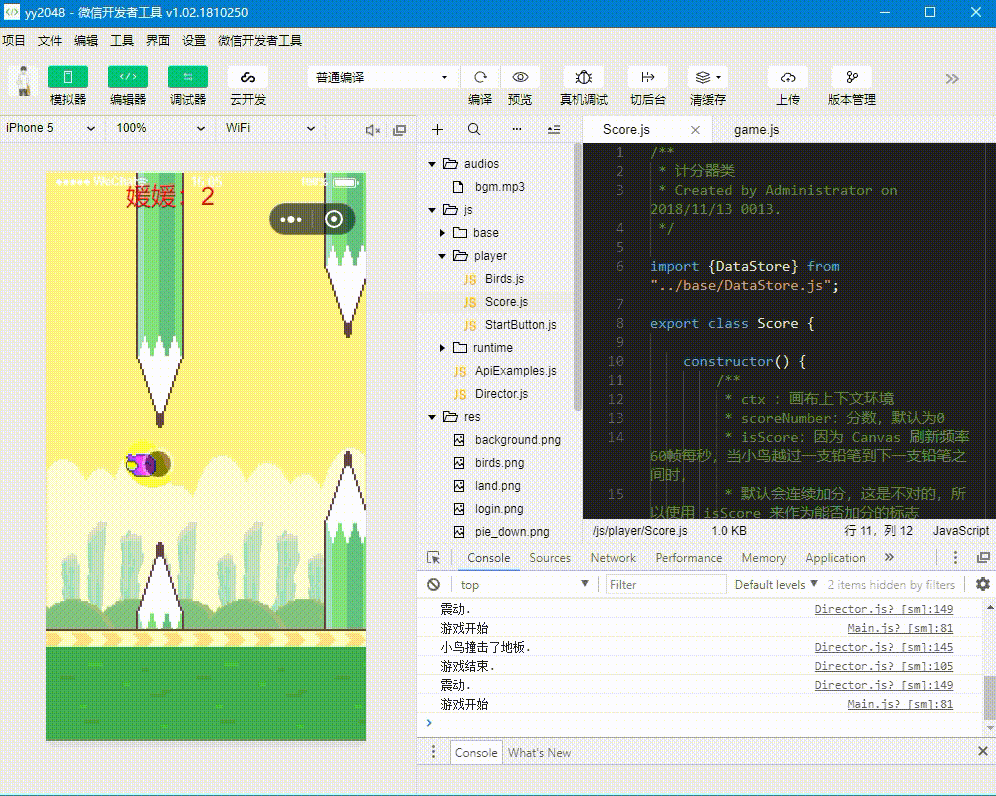 yy2048 - 微信开发者工具 v1.02.1810250
项目 文件 编辑 工具 界面 设置 微信开发者工具
普通编译
模拟器 编辑器 调试器 云开发 编译 预览 真机调试 切后台 清缓存 上传 版本管理
iPhone 5 100% WiFi
Score.js game.js
媛媛：2
audios
bgm.mp3
js
base
player
JS Birds.js
JS Score.js
JS StartButton.js
runtime
JS ApiExamples.js
JS Director.js
res
background.png
birds.png
land.png
login.png
pie_down.png
1 /**
2 * 计分器类
3 * Created by Administrator on
2018/11/13 0013.
4 */
5
6 import {DataStore} from
"../base/DataStore.js";
7
8 export class Score {
9
10 constructor() {
11 /**
12 * ctx : 画布上下文环境
13 * scoreNumber: 分数，默认为0
14 * isScore: 因为 Canvas 刷新频率
60帧每秒，当小鸟越过一支铅笔到下一支铅笔之
间时，
15 * 默认会连续加分，这是不对的，所
以使用 isScore 来作为能否加分的标志
/js/player/Score.js 1.0 KB 行 11，列 12 JavaScript
Console Sources Network Performance Memory Application »
top Filter Default levels 2 items hidden by filters
震动. Director.js? [sm]:149
游戏开始 Main.js? [sm]:81
小鸟撞击了地板. Director.js? [sm]:145
游戏结束. Director.js? [sm]:105
震动. Director.js? [sm]:149
游戏开始 Main.js? [sm]:81
Console What's New